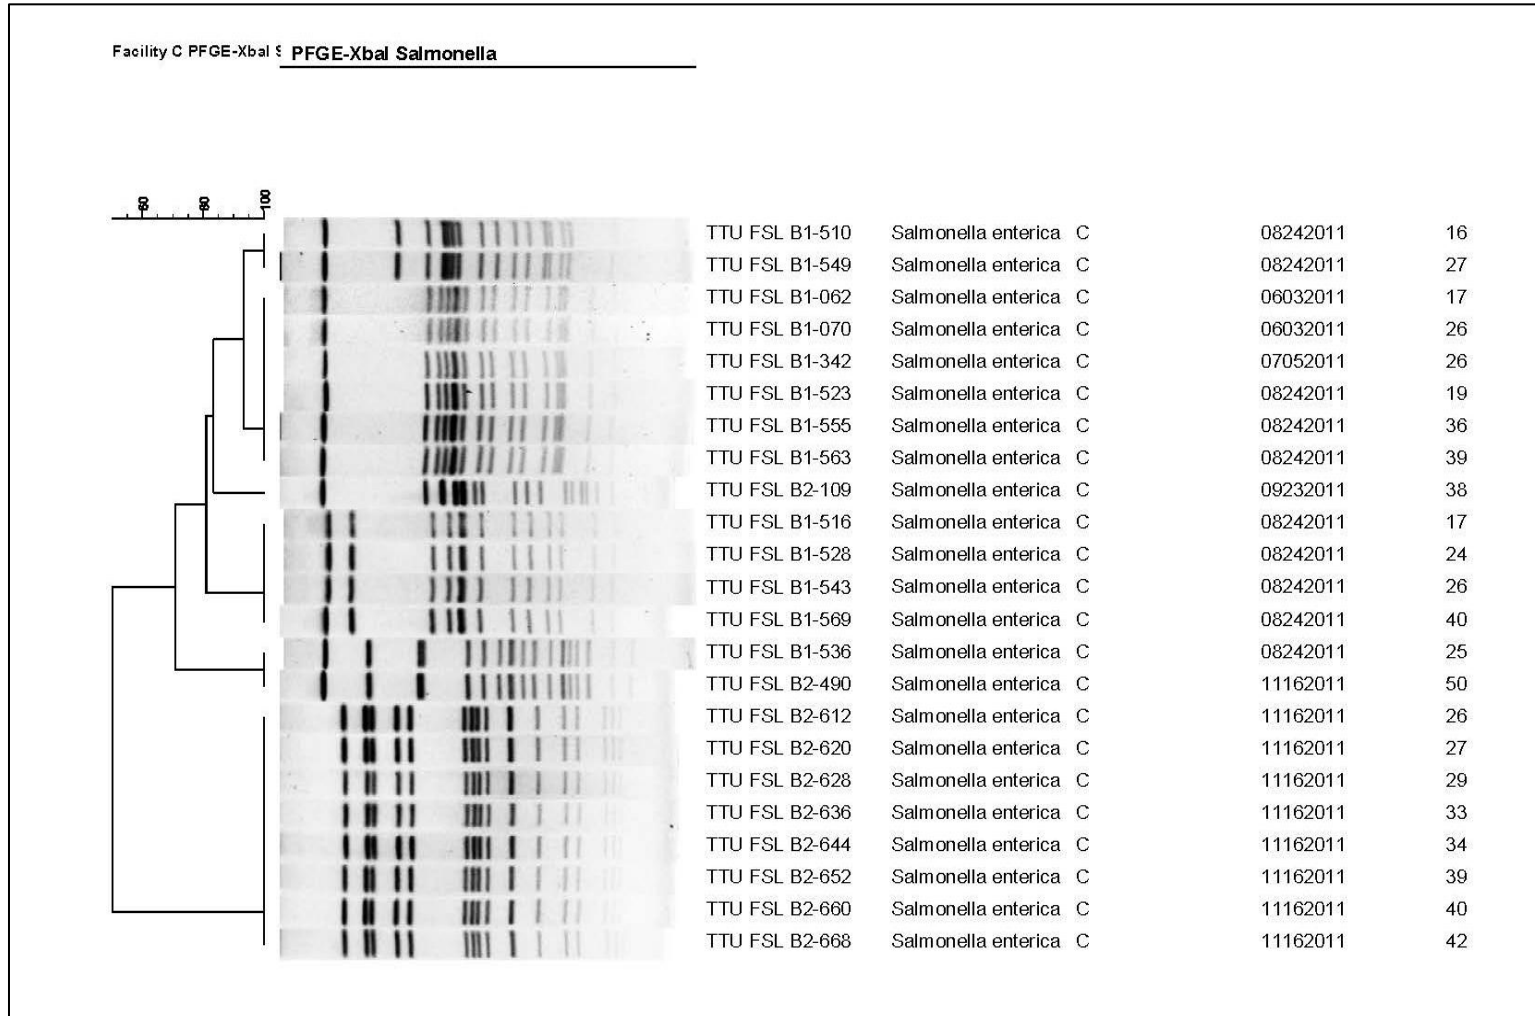 Facility C PFGE-XbaI S PFGE-XbaI Salmonella
60 80 100
TTU FSL B1-510 Salmonella enterica C 08242011 16
TTU FSL B1-549 Salmonella enterica C 08242011 27
TTU FSL B1-062 Salmonella enterica C 06032011 17
TTU FSL B1-070 Salmonella enterica C 06032011 26
TTU FSL B1-342 Salmonella enterica C 07052011 26
TTU FSL B1-523 Salmonella enterica C 08242011 19
TTU FSL B1-555 Salmonella enterica C 08242011 36
TTU FSL B1-563 Salmonella enterica C 08242011 39
TTU FSL B2-109 Salmonella enterica C 09232011 38
TTU FSL B1-516 Salmonella enterica C 08242011 17
TTU FSL B1-528 Salmonella enterica C 08242011 24
TTU FSL B1-543 Salmonella enterica C 08242011 26
TTU FSL B1-569 Salmonella enterica C 08242011 40
TTU FSL B1-536 Salmonella enterica C 08242011 25
TTU FSL B2-490 Salmonella enterica C 11162011 50
TTU FSL B2-612 Salmonella enterica C 11162011 26
TTU FSL B2-620 Salmonella enterica C 11162011 27
TTU FSL B2-628 Salmonella enterica C 11162011 29
TTU FSL B2-636 Salmonella enterica C 11162011 33
TTU FSL B2-644 Salmonella enterica C 11162011 34
TTU FSL B2-652 Salmonella enterica C 11162011 39
TTU FSL B2-660 Salmonella enterica C 11162011 40
TTU FSL B2-668 Salmonella enterica C 11162011 42